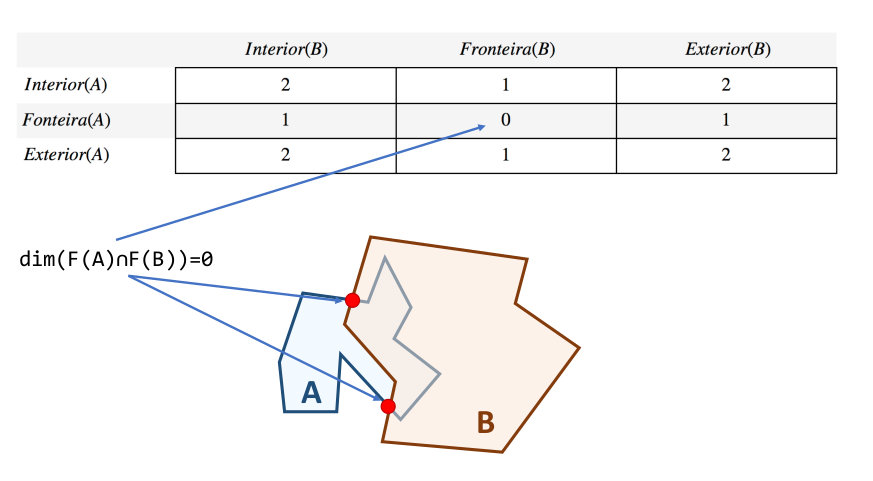 Interior(B) Fronteira(B) Exterior(B)
Interior(A) 2 1 2
Fonteira(A) 1 0 1
Exterior(A) 2 1 2
dim(F(A)∩F(B))=0
A
B